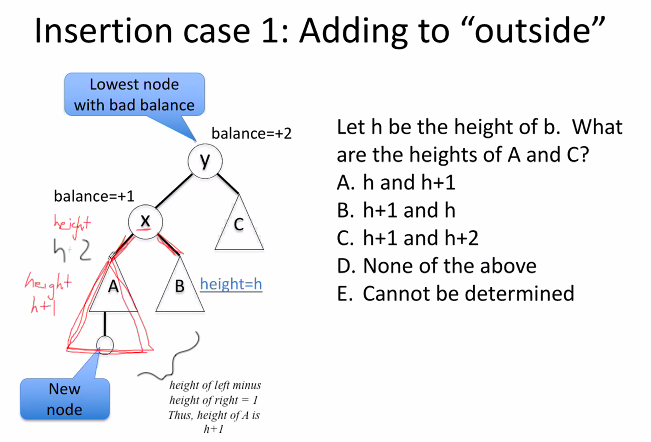 Insertion case 1: Adding to “outside”
Lowest node
with bad balance
balance=+2
y
balance=+1
x
C
height
h+2
A
B
height=h
height
h+1
New
node
height of left minus
height of right = 1
Thus, height of A is
h+1
Let h be the height of b. What
are the heights of A and C?
A. h and h+1
B. h+1 and h
C. h+1 and h+2
D. None of the above
E. Cannot be determined